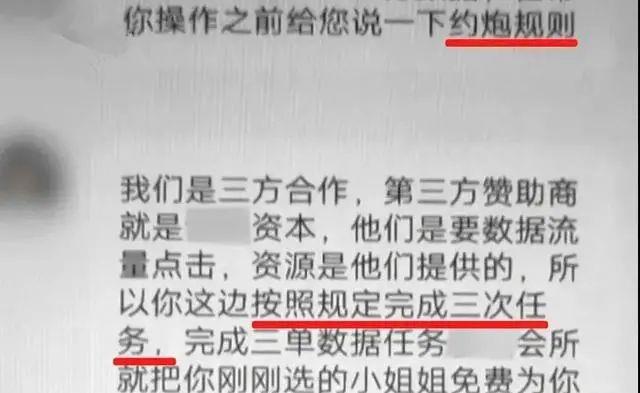 你操作之前给您说一下约炮规则
我们是三方合作，第三方赞助商
就是 资本，他们是要数据流
量点击，资源是他们提供的，所
以你这边按照规定完成三次任
务，完成三单数据任务 会所
就把你刚刚选的小姐姐免费为你